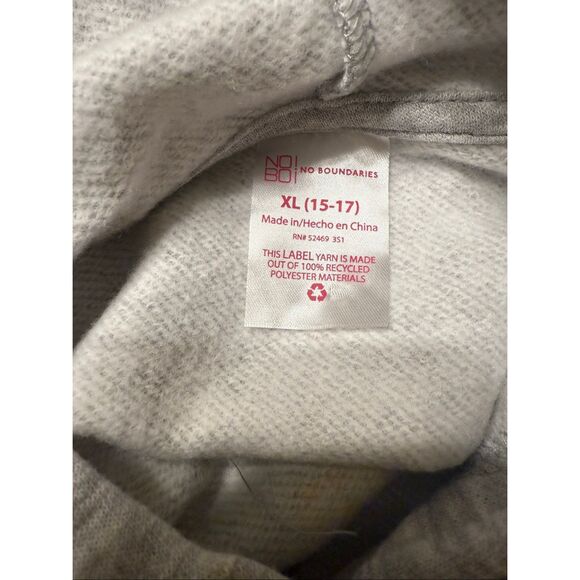 NO!
BO! NO BOUNDARIES
XL (15-17)
Made in/Hecho en China
RN# 52469 3S1
THIS LABEL YARN IS MADE
OUT OF 100% RECYCLED
POLYESTER MATERIALS